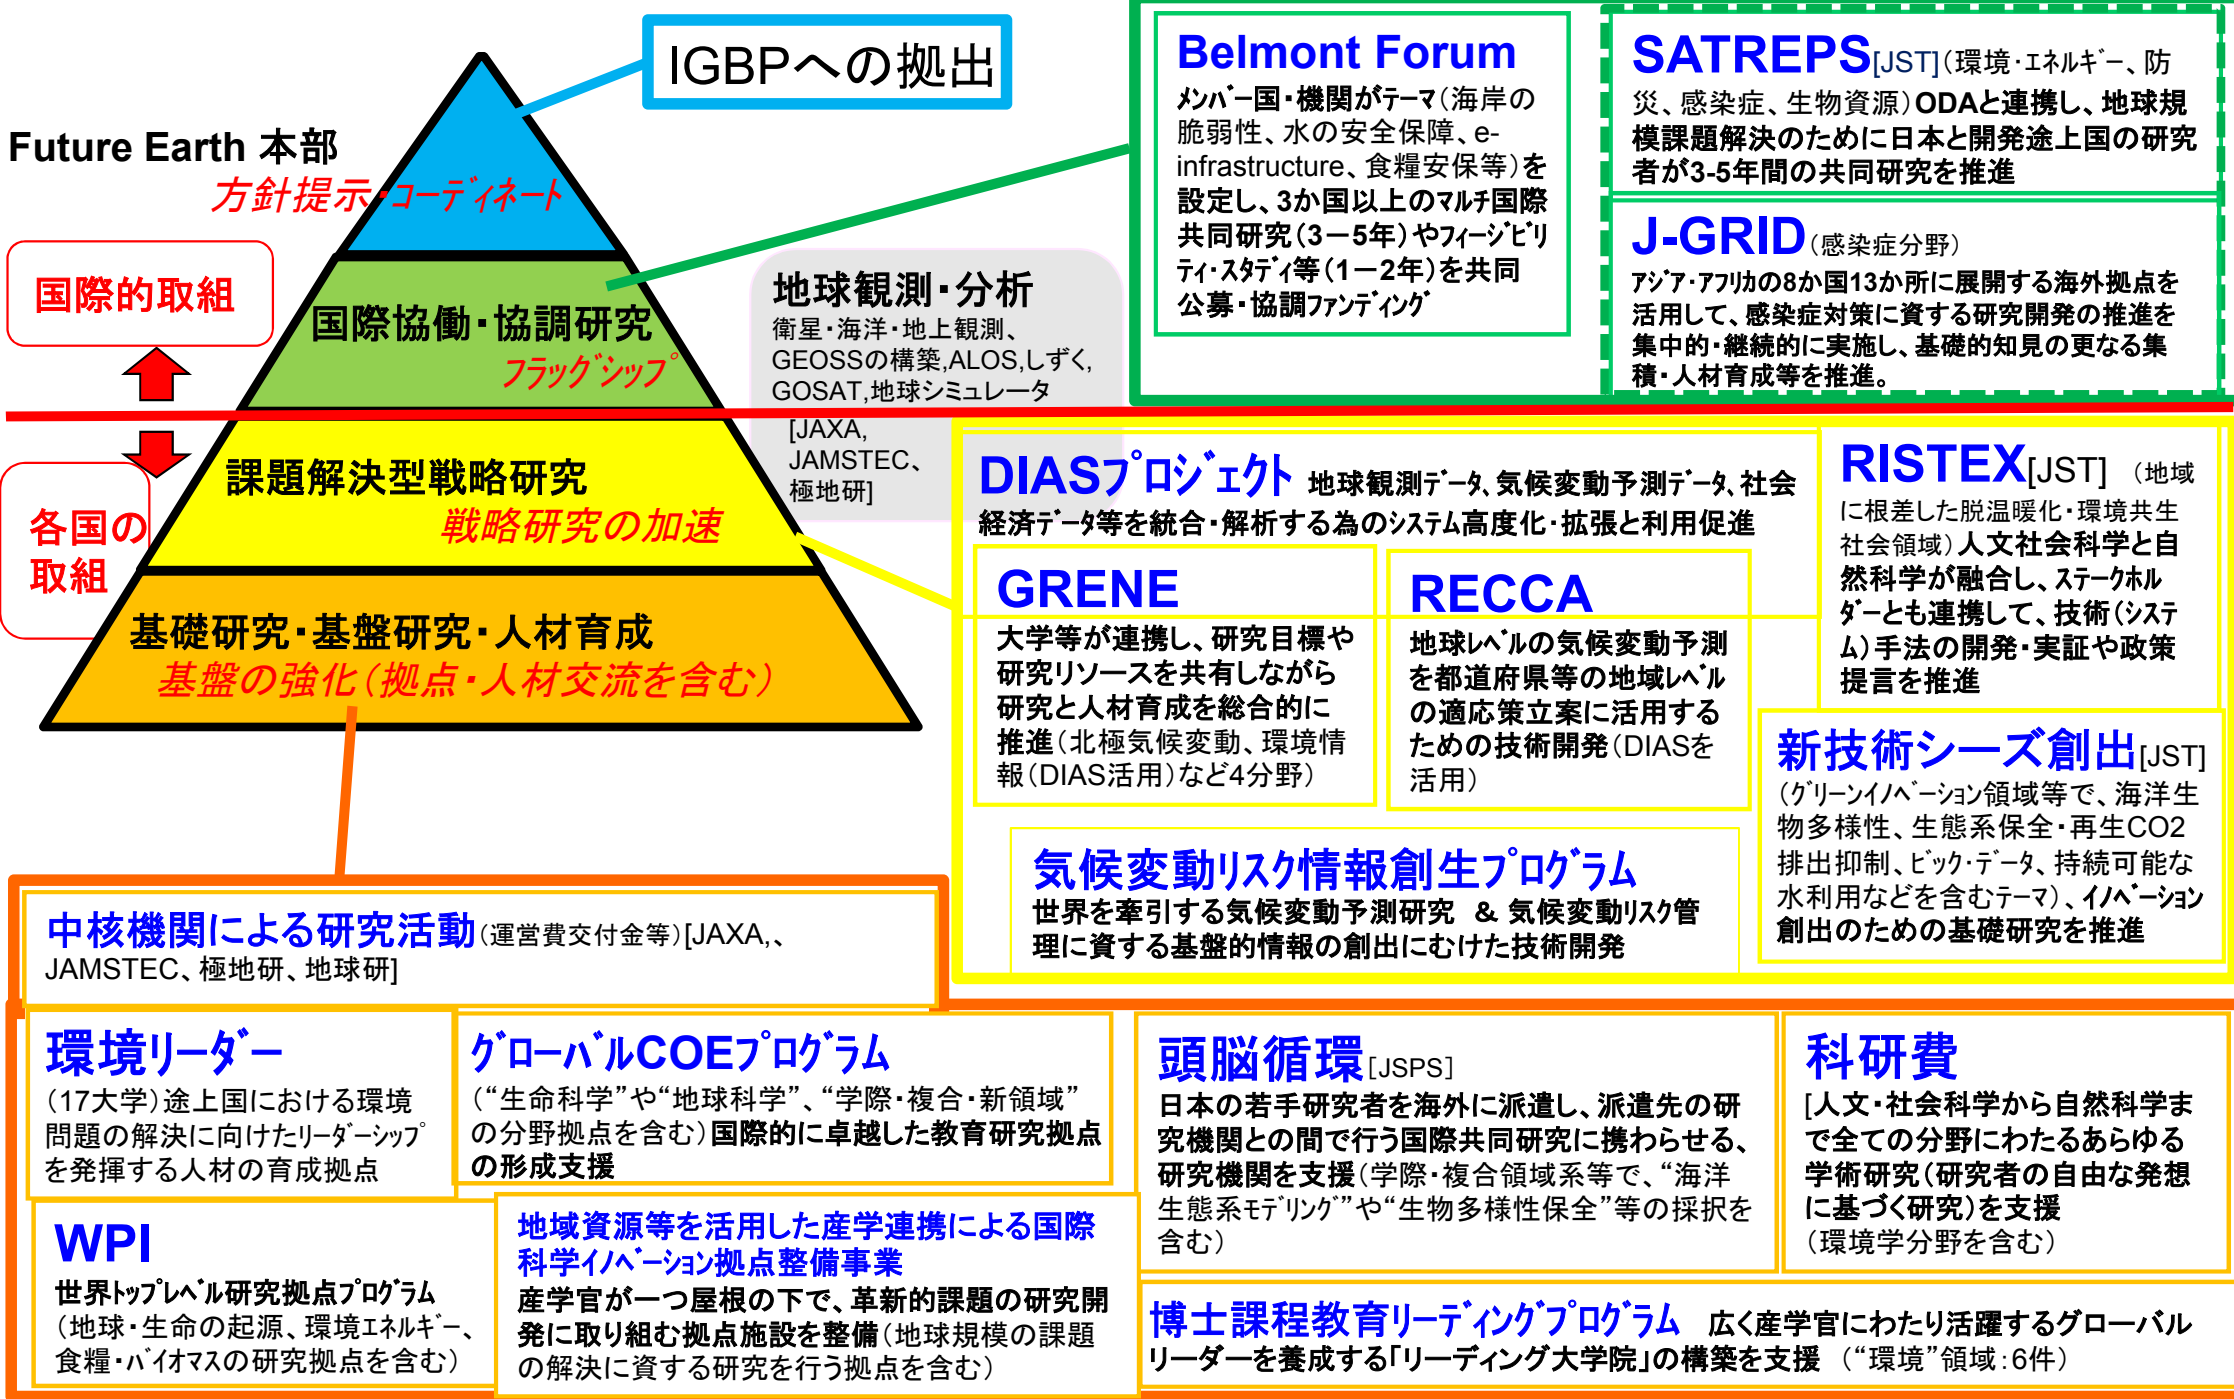 IGBPへの拠出
Future Earth 本部
方針提示・コーディネート
国際的取組
国際協働・協調研究
フラッグシップ
地球観測・分析
衛星・海洋・地上観測、
GEOSSの構築,ALOS,しずく,
GOSAT,地球シミュレータ
[JAXA,
JAMSTEC、
極地研]
各国の
取組
課題解決型戦略研究
戦略研究の加速
基礎研究・基盤研究・人材育成
基盤の強化(拠点・人材交流を含む)
Belmont Forum
メンバー国・機関がテーマ(海岸の
脆弱性、水の安全保障、e-
infrastructure、食糧安保等)を
設定し、3か国以上のマルチ国際
共同研究(3-5年)やフィージビリ
ティ・スタディ等(1-2年)を共同
公募・協調ファンディング
SATREPS[JST](環境・エネルギー、防
災、感染症、生物資源)ODAと連携し、地球規
模課題解決のために日本と開発途上国の研究
者が3-5年間の共同研究を推進
J-GRID(感染症分野)
アジア・アフリカの8か国13か所に展開する海外拠点を
活用して、感染症対策に資する研究開発の推進を
集中的・継続的に実施し、基礎的知見の更なる集
積・人材育成等を推進。
DIASプロジェクト 地球観測データ、気候変動予測データ、社会
経済データ等を統合・解析する為のシステム高度化・拡張と利用促進
GRENE
大学等が連携し、研究目標や
研究リソースを共有しながら
研究と人材育成を総合的に
推進(北極気候変動、環境情
報(DIAS活用)など4分野)
RECCA
地球レベルの気候変動予測
を都道府県等の地域レベル
の適応策立案に活用する
ための技術開発(DIASを
活用)
RISTEX[JST] (地域
に根差した脱温暖化・環境共生
社会領域)人文社会科学と自
然科学が融合し、ステークホル
ダーとも連携して、技術(システ
ム)手法の開発・実証や政策
提言を推進
新技術シーズ創出[JST]
(グリーンイノベーション領域等で、海洋生
物多様性、生態系保全・再生CO2
排出抑制、ビック・データ、持続可能な
水利用などを含むテーマ)、イノベーション
創出のための基礎研究を推進
気候変動リスク情報創生プログラム
世界を牽引する気候変動予測研究 & 気候変動リスク管
理に資する基盤的情報の創出にむけた技術開発
中核機関による研究活動(運営費交付金等)[JAXA,、
JAMSTEC、極地研、地球研]
環境リーダー
(17大学)途上国における環境
問題の解決に向けたリーダーシップ
を発揮する人材の育成拠点
グローバルCOEプログラム
(“生命科学”や“地球科学”、“学際・複合・新領域”
の分野拠点を含む)国際的に卓越した教育研究拠点
の形成支援
頭脳循環[JSPS]
日本の若手研究者を海外に派遣し、派遣先の研
究機関との間で行う国際共同研究に携わらせる、
研究機関を支援(学際・複合領域系等で、“海洋
生態系モデリング”や“生物多様性保全”等の採択を
含む)
科研費
[人文・社会科学から自然科学ま
で全ての分野にわたるあらゆる
学術研究(研究者の自由な発想
に基づく研究)を支援
(環境学分野を含む)
WPI
世界トップレベル研究拠点プログラム
(地球・生命の起源、環境エネルギー、
食糧・バイオマスの研究拠点を含む)
地域資源等を活用した産学連携による国際
科学イノベーション拠点整備事業
産学官が一つ屋根の下で、革新的課題の研究開
発に取り組む拠点施設を整備(地球規模の課題
の解決に資する研究を行う拠点を含む)
博士課程教育リーディングプログラム 広く産学官にわたり活躍するグローバル
リーダーを養成する「リーディング大学院」の構築を支援 (“環境”領域:6件)